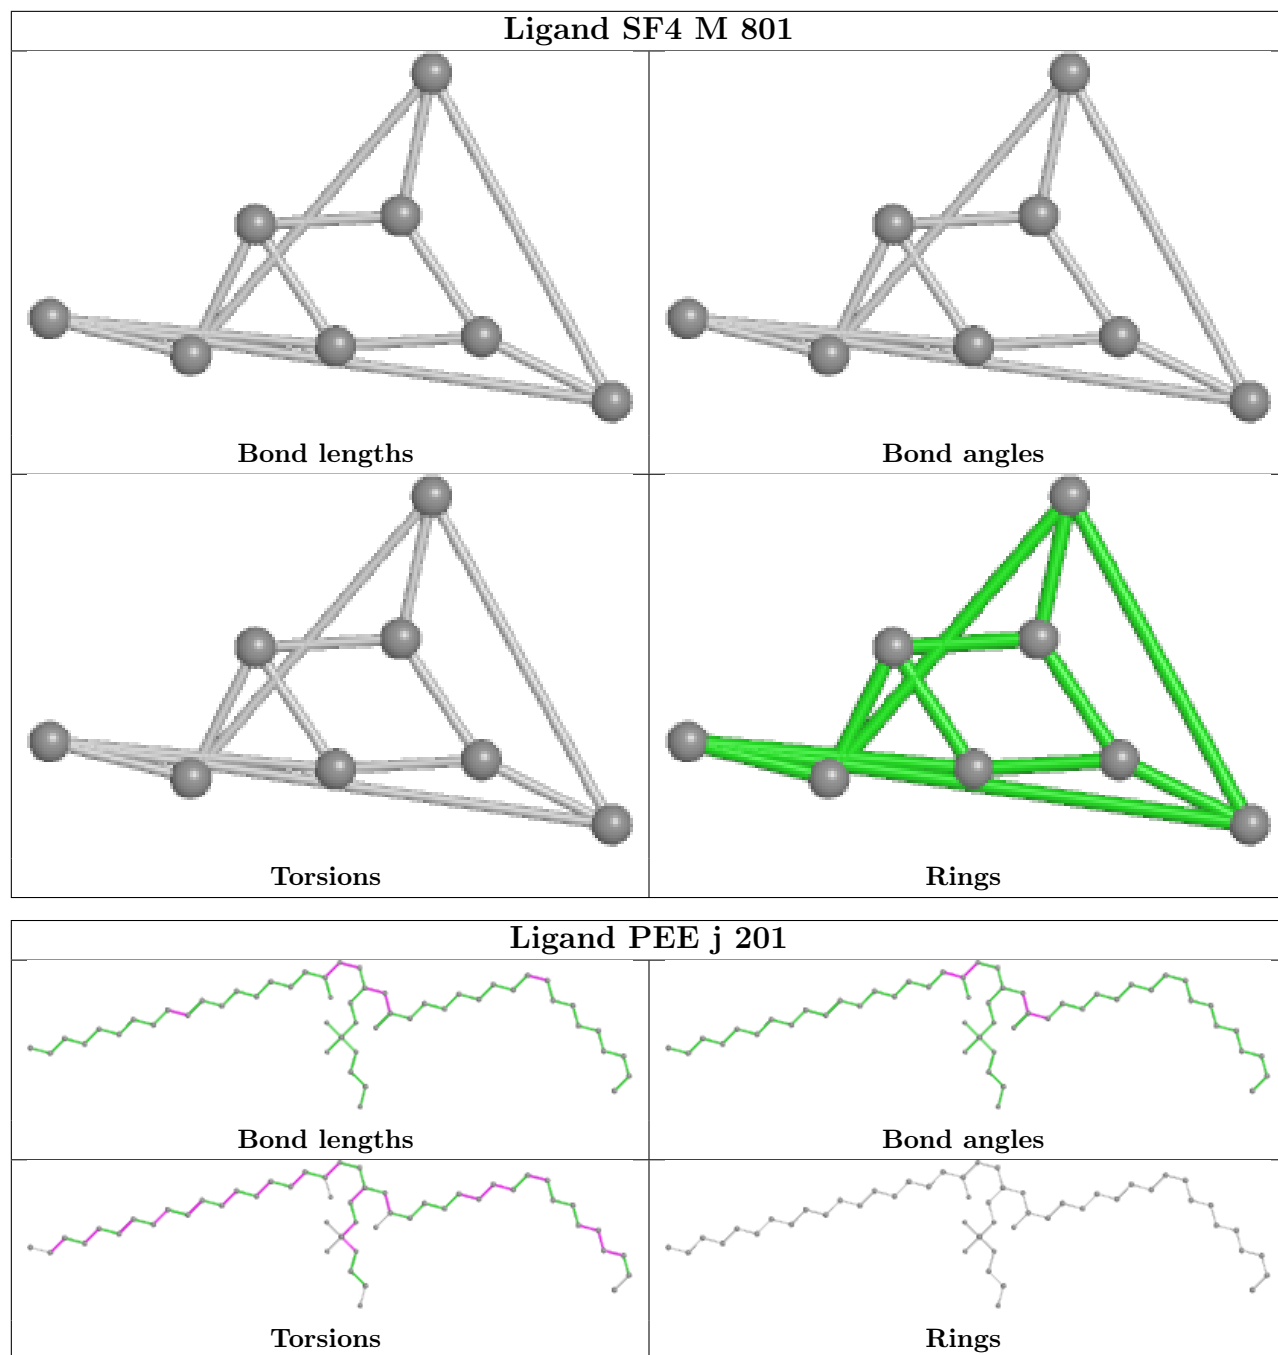 Ligand SF4 M 801
Bond lengths
Bond angles
Torsions
Rings
Ligand PEE j 201
Bond lengths
Bond angles
Torsions
Rings